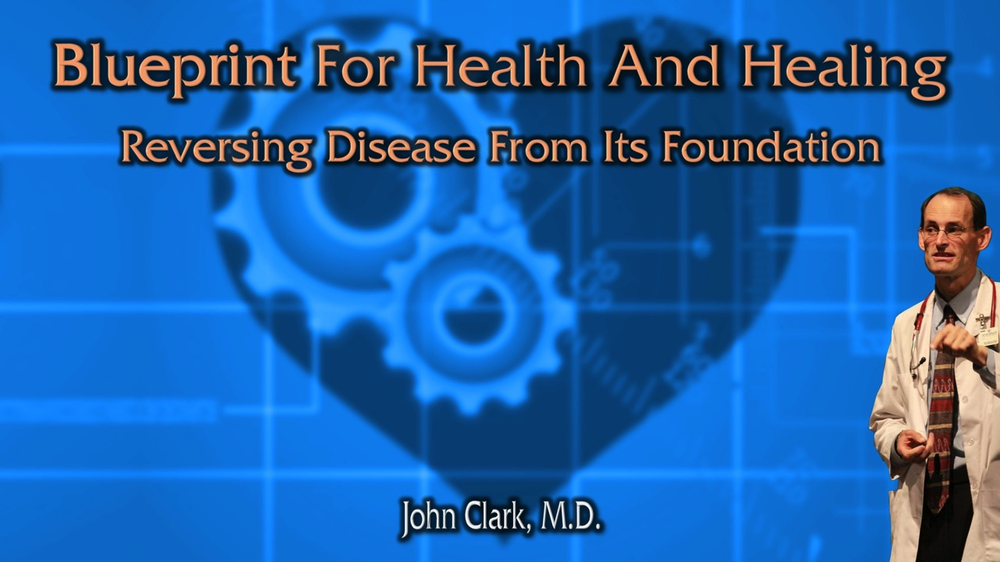 Blueprint For Health And Healing
Reversing Disease From Its Foundation
John Clark, M.D.